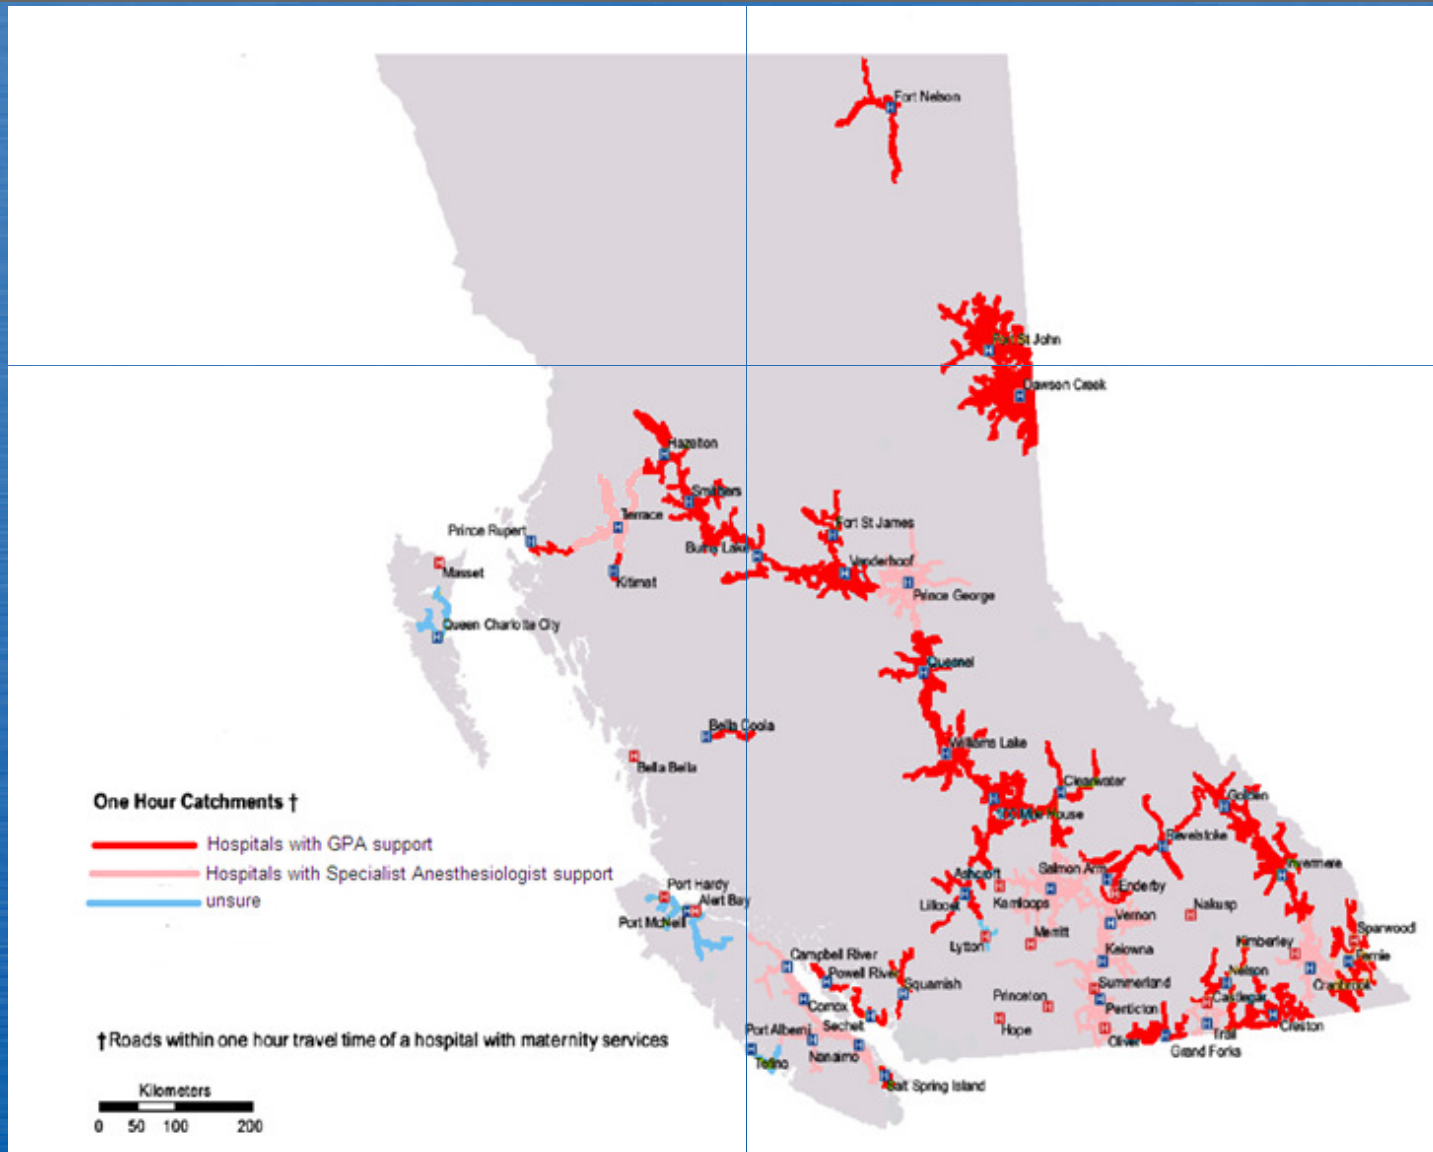 Fort Nelson
Fort St John
Dawson Creek
Hazelton
Smithers
Terrace
Prince Rupert
Fort St James
Burns Lake
Vanderhoof
Masset
Kitimat
Prince George
Queen Charlotte City
Quesnel
Bella Coola
Williams Lake
Bella Bella
Clearwater
Golden
100 Mile House
Revelstoke
One Hour Catchments †
Hospitals with GPA support
Hospitals with Specialist Anesthesiologist support
unsure
Invermere
Ashcroft
Salmon Arm
Enderby
Port Hardy
Alert Bay
Lillooet
Kamloops
Nakusp
Port McNeill
Vernon
Merritt
Sparwood
Lytton
Kimberley
Campbell River
Kelowna
Fernie
Powell River
Nelson
Squamish
Summerland
Cranbrook
Princeton
Castlegar
Comox
Penticton
Sechelt
Port Alberni
Hope
Creston
Trail
†Roads within one hour travel time of a hospital with maternity services
Oliver
Grand Forks
Nanaimo
Tofino
Salt Spring Island
Kilometers
0 50 100 200
H